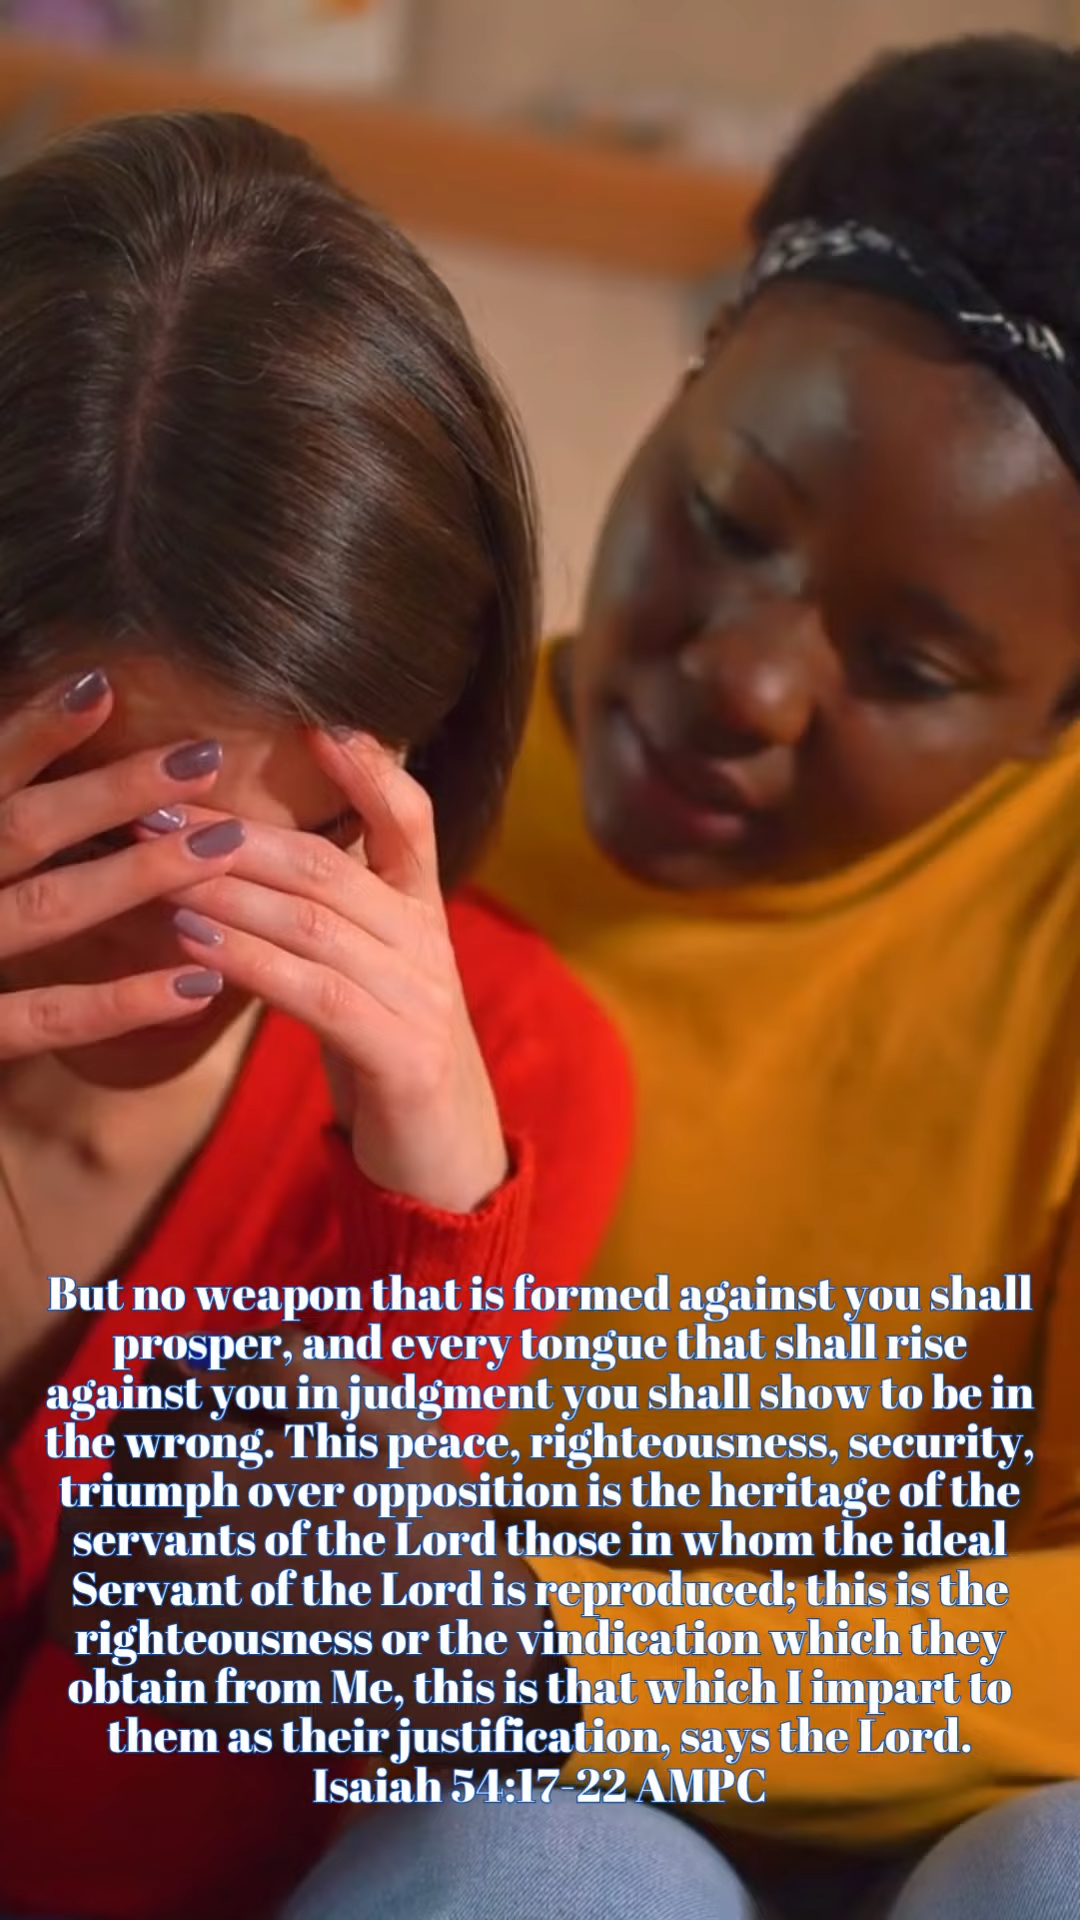 But no weapon that is formed against you shall
prosper, and every tongue that shall rise
against you in judgment you shall show to be in
the wrong. This peace, righteousness, security,
triumph over opposition is the heritage of the
servants of the Lord those in whom the ideal
Servant of the Lord is reproduced; this is the
righteousness or the vindication which they
obtain from Me, this is that which I impart to
them as their justification, says the Lord.
Isaiah 54:17-22 AMPC